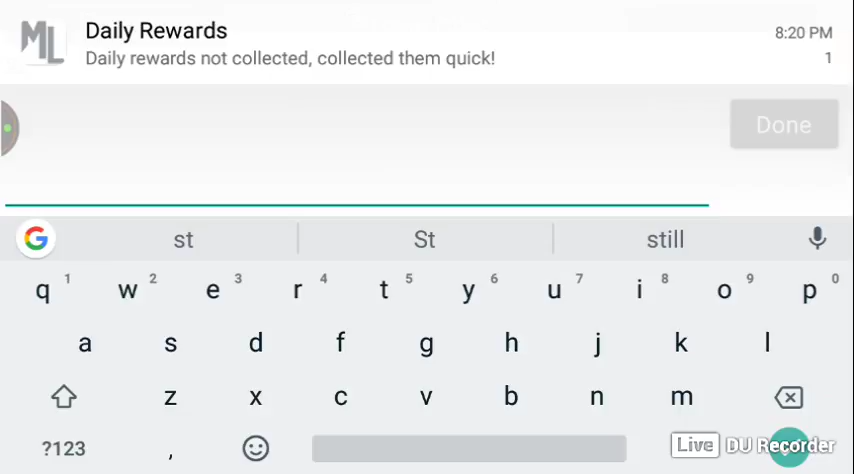 ML
Daily Rewards
8:20 PM
Daily rewards not collected, collected them quick!
1
Done
G
st
St
still
q 1 w 2 e 3 r 4 t 5 y 6 u 7 i 8 o 9 p 0
a s d f g h j k l
z x c v b n m
?123 , Live DU Recorder